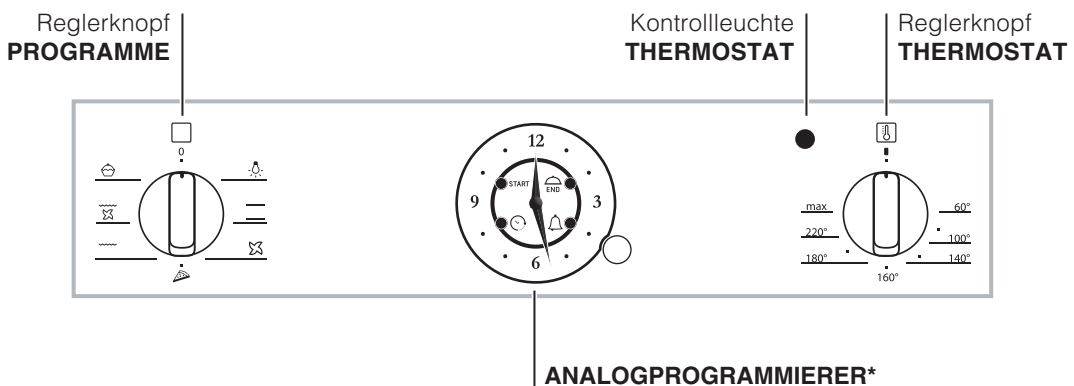 Reglerknopf
PROGRAMME
Kontrollleuchte
THERMOSTAT
Reglerknopf
THERMOSTAT
0
12
3
6
9
START
END
max
220°
180°
160°
60°
100°
140°
ANALOGPROGRAMMIERER*